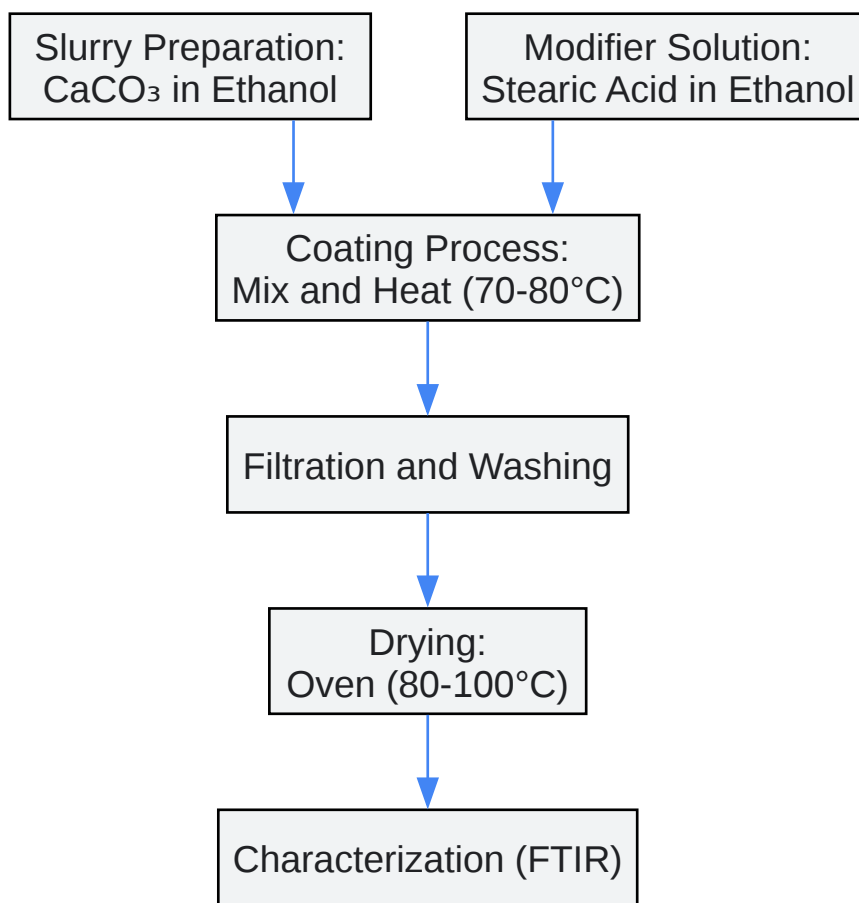 Slurry Preparation:
CaCO₃ in Ethanol
Modifier Solution:
Stearic Acid in Ethanol
Coating Process:
Mix and Heat (70-80°C)
Filtration and Washing
Drying:
Oven (80-100°C)
Characterization (FTIR)